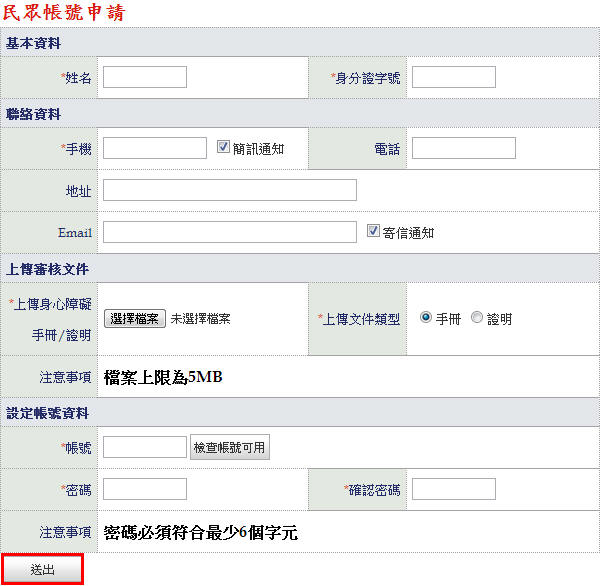 民眾帳號申請
基本資料
*姓名 *身分證字號
聯絡資料
*手機 簡訊通知 電話
地址
Email 寄信通知
上傳審核文件
*上傳身心障礙
手冊/證明 選擇檔案 未選擇檔案 *上傳文件類型 手冊 證明
注意事項 檔案上限為5MB
設定帳號資料
*帳號 檢查帳號可用
*密碼 *確認密碼
注意事項 密碼必須符合最少6個字元
送出